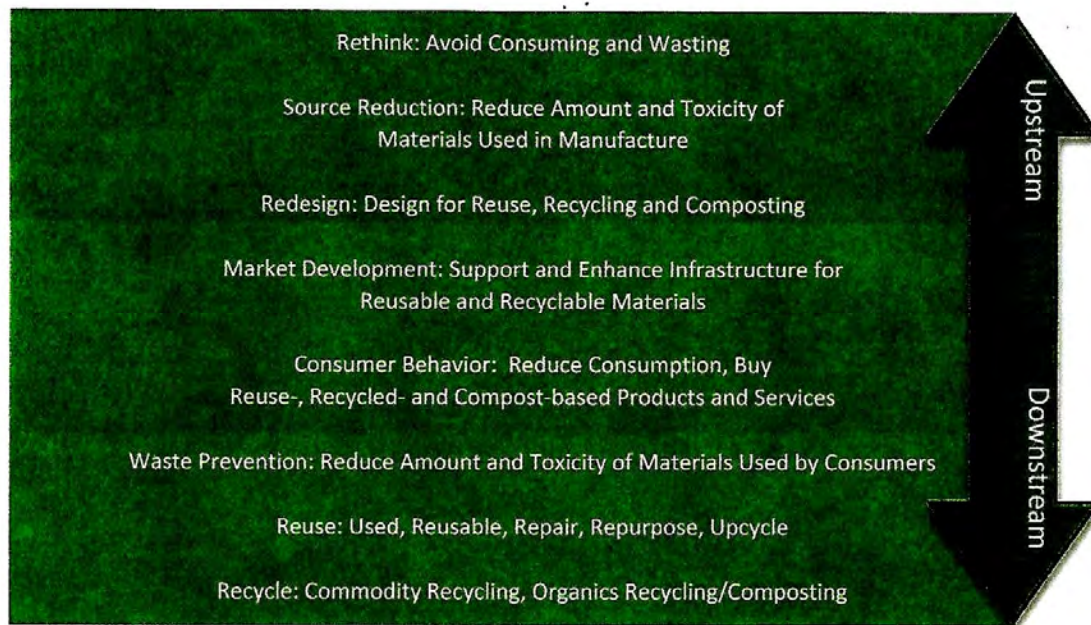 Rethink: Avoid Consuming and Wasting
Source Reduction: Reduce Amount and Toxicity of
Materials Used in Manufacture
Redesign: Design for Reuse, Recycling and Composting
Market Development: Support and Enhance Infrastructure for
Reusable and Recyclable Materials
Consumer Behavior: Reduce Consumption, Buy
Reuse-, Recycled- and Compost-based Products and Services
Waste Prevention: Reduce Amount and Toxicity of Materials Used by Consumers
Reuse: Used, Reusable, Repair, Repurpose, Upcycle
Recycle: Commodity Recycling, Organics Recycling/Composting
Upstream
Downstream